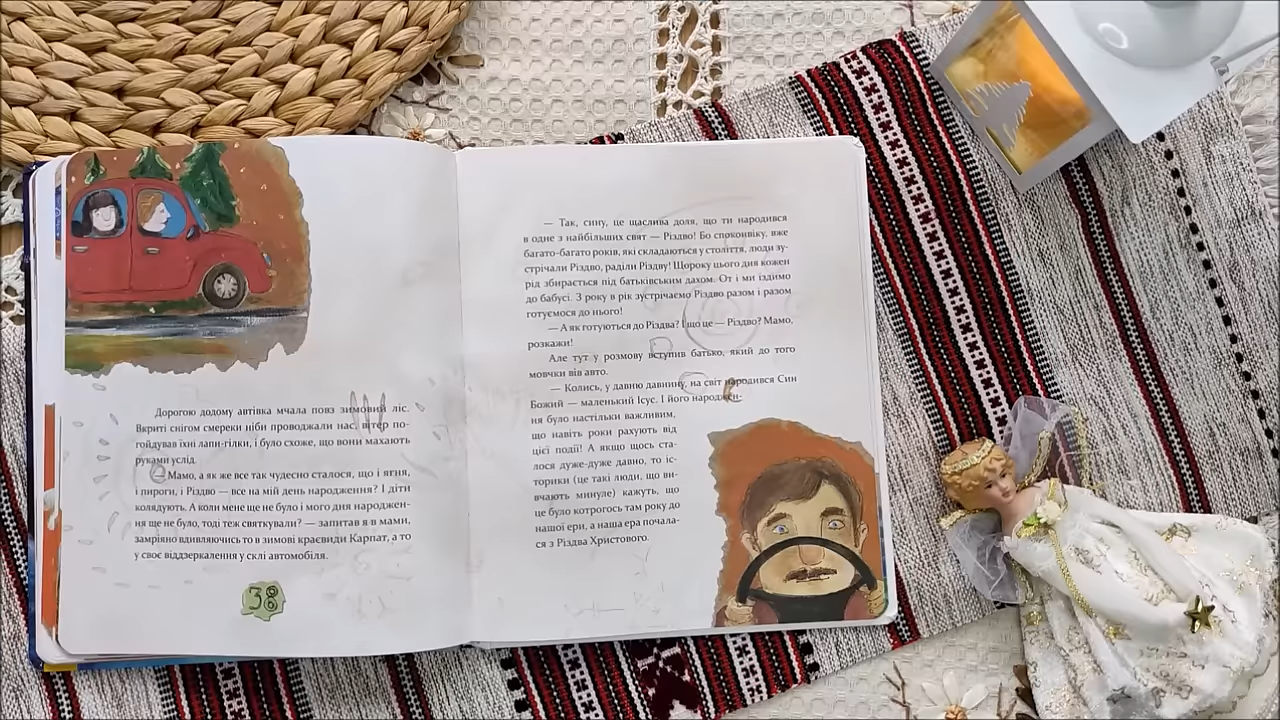 Дорогою додому автівка мчала повз зимовий ліс.
Вкриті снігом смереки ніби проводжали нас, вітер по-
гойдував їхні лапи-гілки, і було схоже, що вони махають
руками услід.
— Мамо, а як же все так чудесно сталося, що і ягня,
і пироги, і Різдво — все на мій день народження? І діти
колядують. А коли мене ще не було і мого дня народжен-
ня ще не було, тоді теж святкували? — запитав я в мами,
замріяно вдивляючись то в зимові краєвиди Карпат, а то
у своє віддзеркалення у склі автомобіля.
38
— Так, сину, це щаслива доля, що ти народився
в одне з найбільших свят — Різдво! Бо споконвіку, вже
багато-багато років, які складаються у століття, люди зу-
стрічали Різдво, раділи Різдву! Щороку цього дня кожен
рід збирається під батьківським дахом. От і ми їздимо
до бабусі. З року в рік зустрічаємо Різдво разом і разом
готуємося до нього!
— А як готуються до Різдва? І що це — Різдво? Мамо,
розкажи!
Але тут у розмову вступив батько, який до того
мовчки вів авто.
— Колись, у давню давнину, на світ народився Син
Божий — маленький Ісус. І його народжен-
ня було настільки важливим,
що навіть роки рахують від
цієї події! А якщо щось ста-
лося дуже-дуже давно, то іс-
торики (це такі люди, що ви-
вчають минуле) кажуть, що
це було котрогось там року до
нашої ери, а наша ера почала-
ся з Різдва Христового.